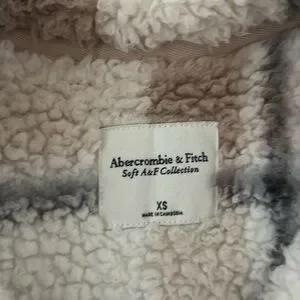 Abercrombie & Fitch
Soft A&F Collection
XS
MADE IN CAMBODIA